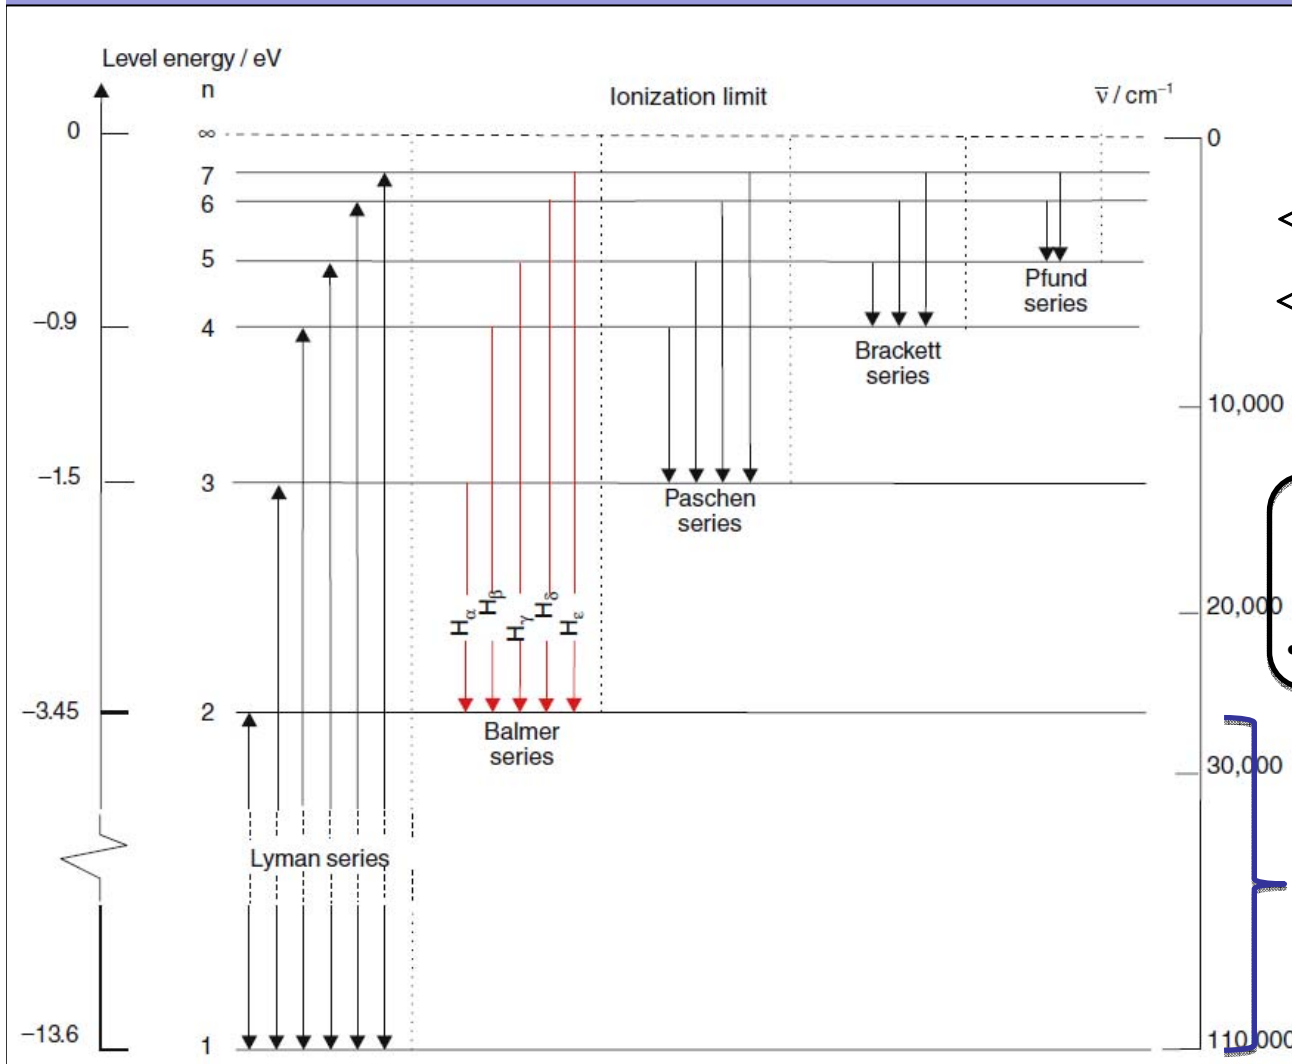 Level energy / eV
n
Ionization limit
ν̅ / cm⁻¹
0
∞
0
7
6
5
Pfund
series
−0.9
4
Brackett
series
10,000
−1.5
3
Paschen
series
Hα
Hβ
Hγ
Hδ
Hε
20,000
−3.45
2
Balmer
series
30,000
Lyman series
−13.6
1
110,000